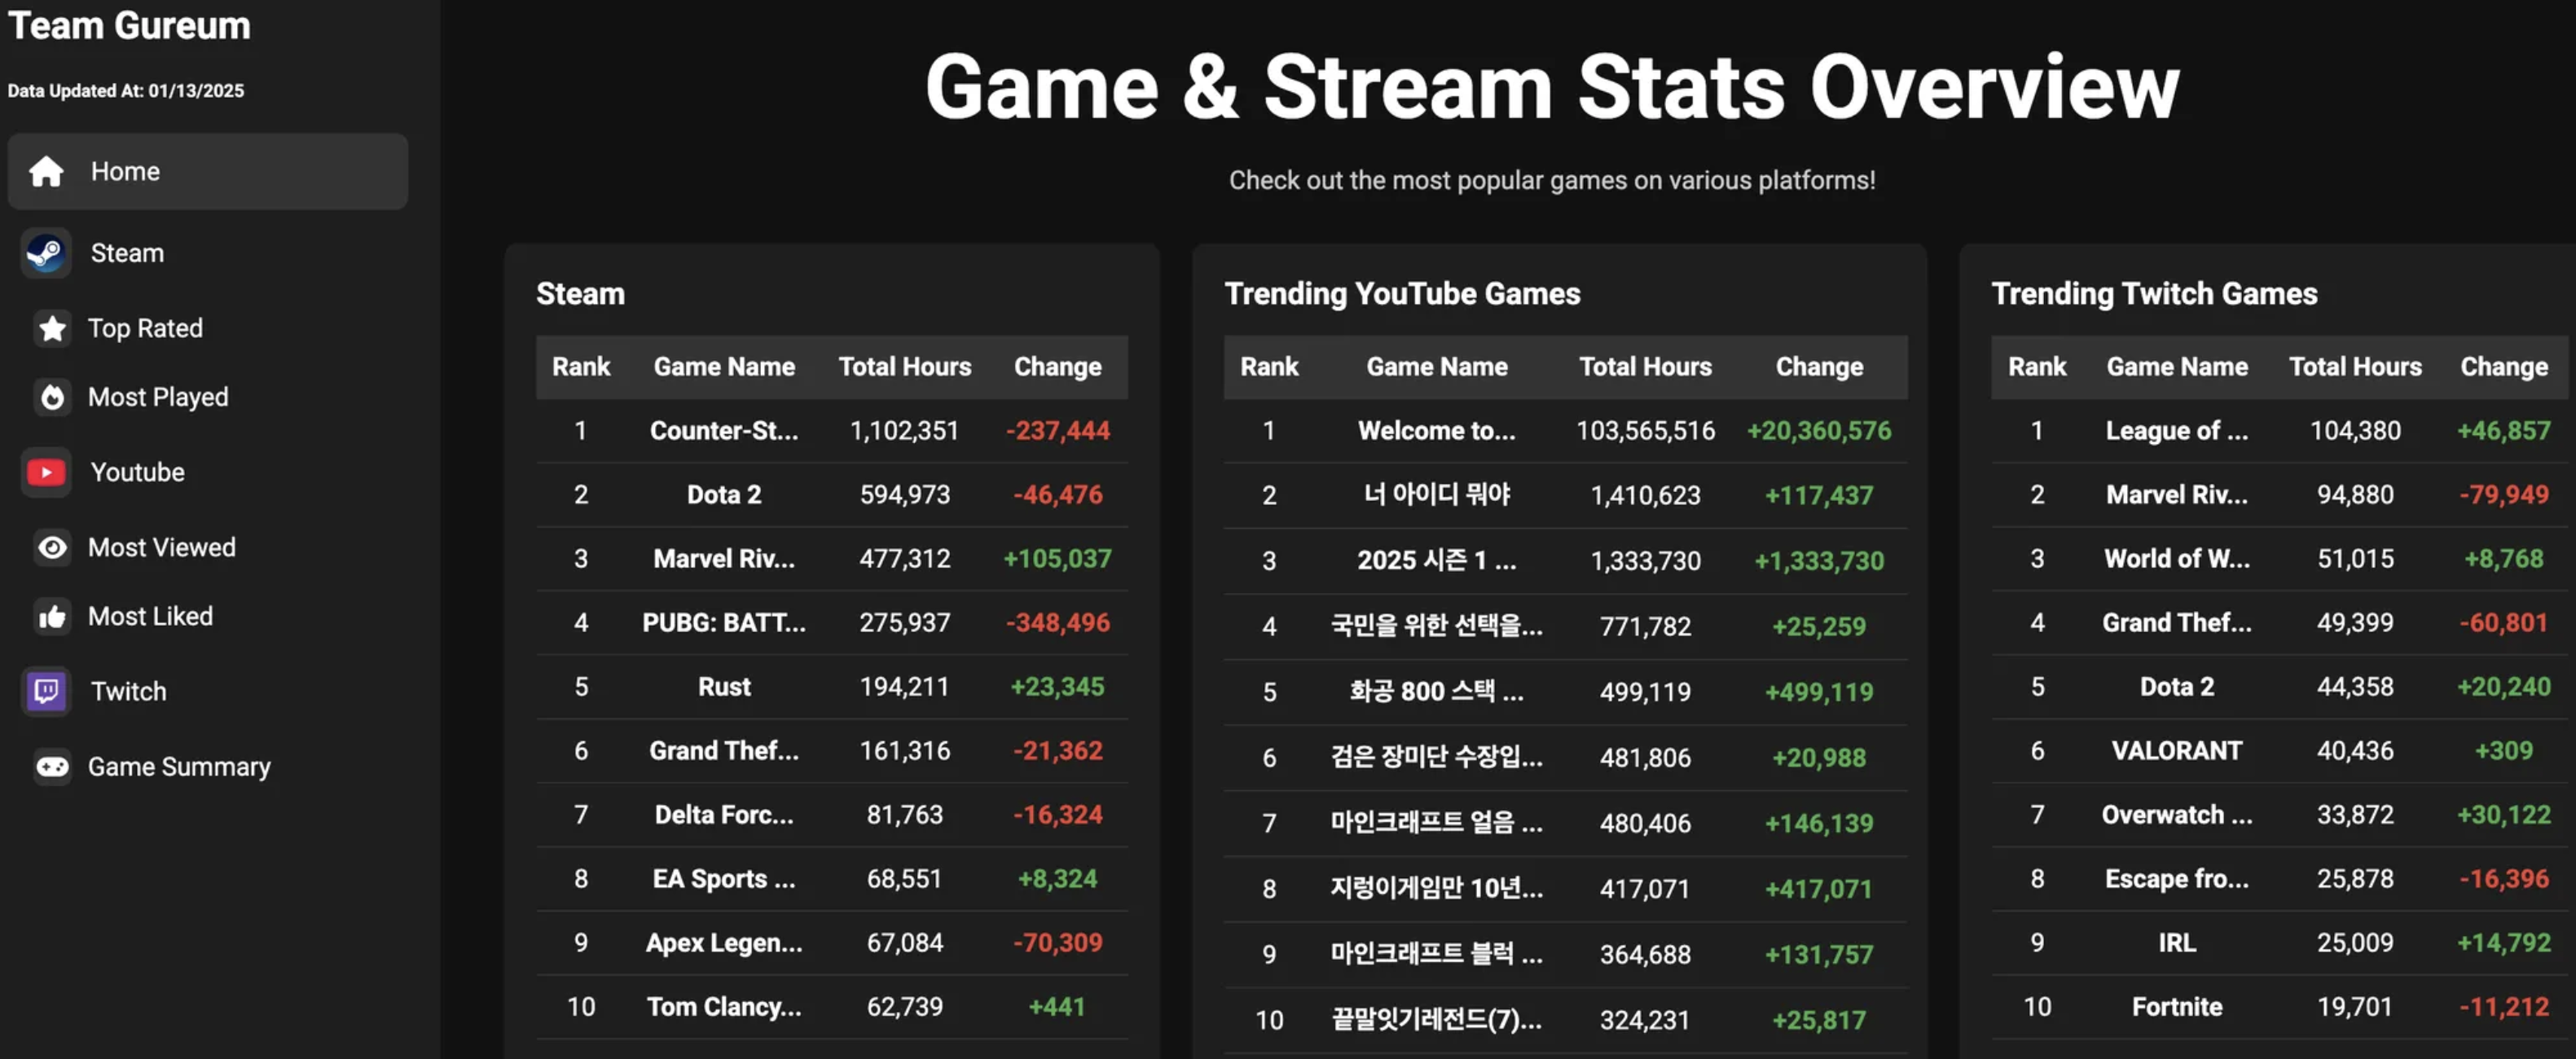 Team Gureum
Data Updated At: 01/13/2025
Home
Steam
Top Rated
Most Played
Youtube
Most Viewed
Most Liked
Twitch
Game Summary
Game & Stream Stats Overview
Check out the most popular games on various platforms!
Steam
Rank Game Name Total Hours Change
1 Counter-St... 1,102,351 -237,444
2 Dota 2 594,973 -46,476
3 Marvel Riv... 477,312 +105,037
4 PUBG: BATT... 275,937 -348,496
5 Rust 194,211 +23,345
6 Grand Thef... 161,316 -21,362
7 Delta Forc... 81,763 -16,324
8 EA Sports ... 68,551 +8,324
9 Apex Legen... 67,084 -70,309
10 Tom Clancy... 62,739 +441
Trending YouTube Games
Rank Game Name Total Hours Change
1 Welcome to... 103,565,516 +20,360,576
2 너 아이디 뭐야 1,410,623 +117,437
3 2025 시즌 1 ... 1,333,730 +1,333,730
4 국민을 위한 선택을... 771,782 +25,259
5 화공 800 스택 ... 499,119 +499,119
6 검은 장미단 수장입... 481,806 +20,988
7 마인크래프트 얼음 ... 480,406 +146,139
8 지렁이게임만 10년... 417,071 +417,071
9 마인크래프트 블럭 ... 364,688 +131,757
10 끝말잇기레전드(7)... 324,231 +25,817
Trending Twitch Games
Rank Game Name Total Hours Change
1 League of ... 104,380 +46,857
2 Marvel Riv... 94,880 -79,949
3 World of W... 51,015 +8,768
4 Grand Thef... 49,399 -60,801
5 Dota 2 44,358 +20,240
6 VALORANT 40,436 +309
7 Overwatch ... 33,872 +30,122
8 Escape fro... 25,878 -16,396
9 IRL 25,009 +14,792
10 Fortnite 19,701 -11,212